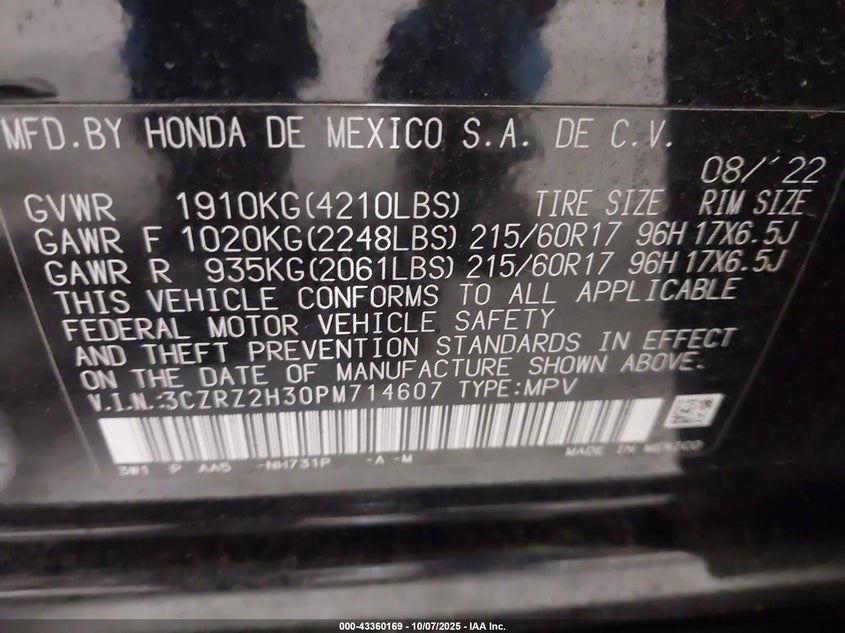 MFD.BY HONDA DE MEXICO S.A. DE C.V.
08/'22
GVWR 1910KG(4210LBS) TIRE SIZE RIM SIZE
GAWR F 1020KG(2248LBS) 215/60R17 96H 17X6.5J
GAWR R 935KG(2061LBS) 215/60R17 96H 17X6.5J
THIS VEHICLE CONFORMS TO ALL APPLICABLE
FEDERAL MOTOR VEHICLE SAFETY
AND THEFT PREVENTION STANDARDS IN EFFECT
ON THE DATE OF MANUFACTURE SHOWN ABOVE.
V.I.N.:3CZRZ2H30PM714607 TYPE:MPV
MADE IN MEXICO
3W1 P AA5 -NH731P -A -M
000-43360169 - 10/07/2025 - IAA Inc.